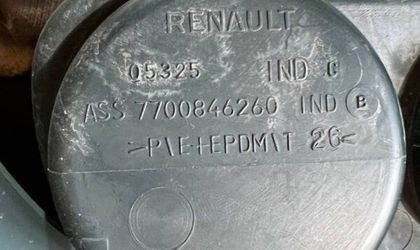 RENAULT
05325 IND C
ASS 7700846260 IND B
>P\E+EPDM\T 26<